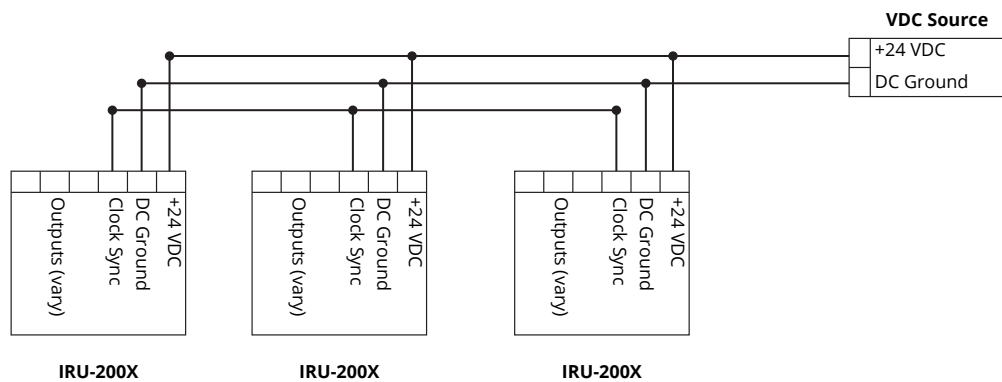 VDC Source
+24 VDC
DC Ground
Outputs (vary)
Clock Sync
DC Ground
+24 VDC
Outputs (vary)
Clock Sync
DC Ground
+24 VDC
Outputs (vary)
Clock Sync
DC Ground
+24 VDC
IRU-200X
IRU-200X
IRU-200X